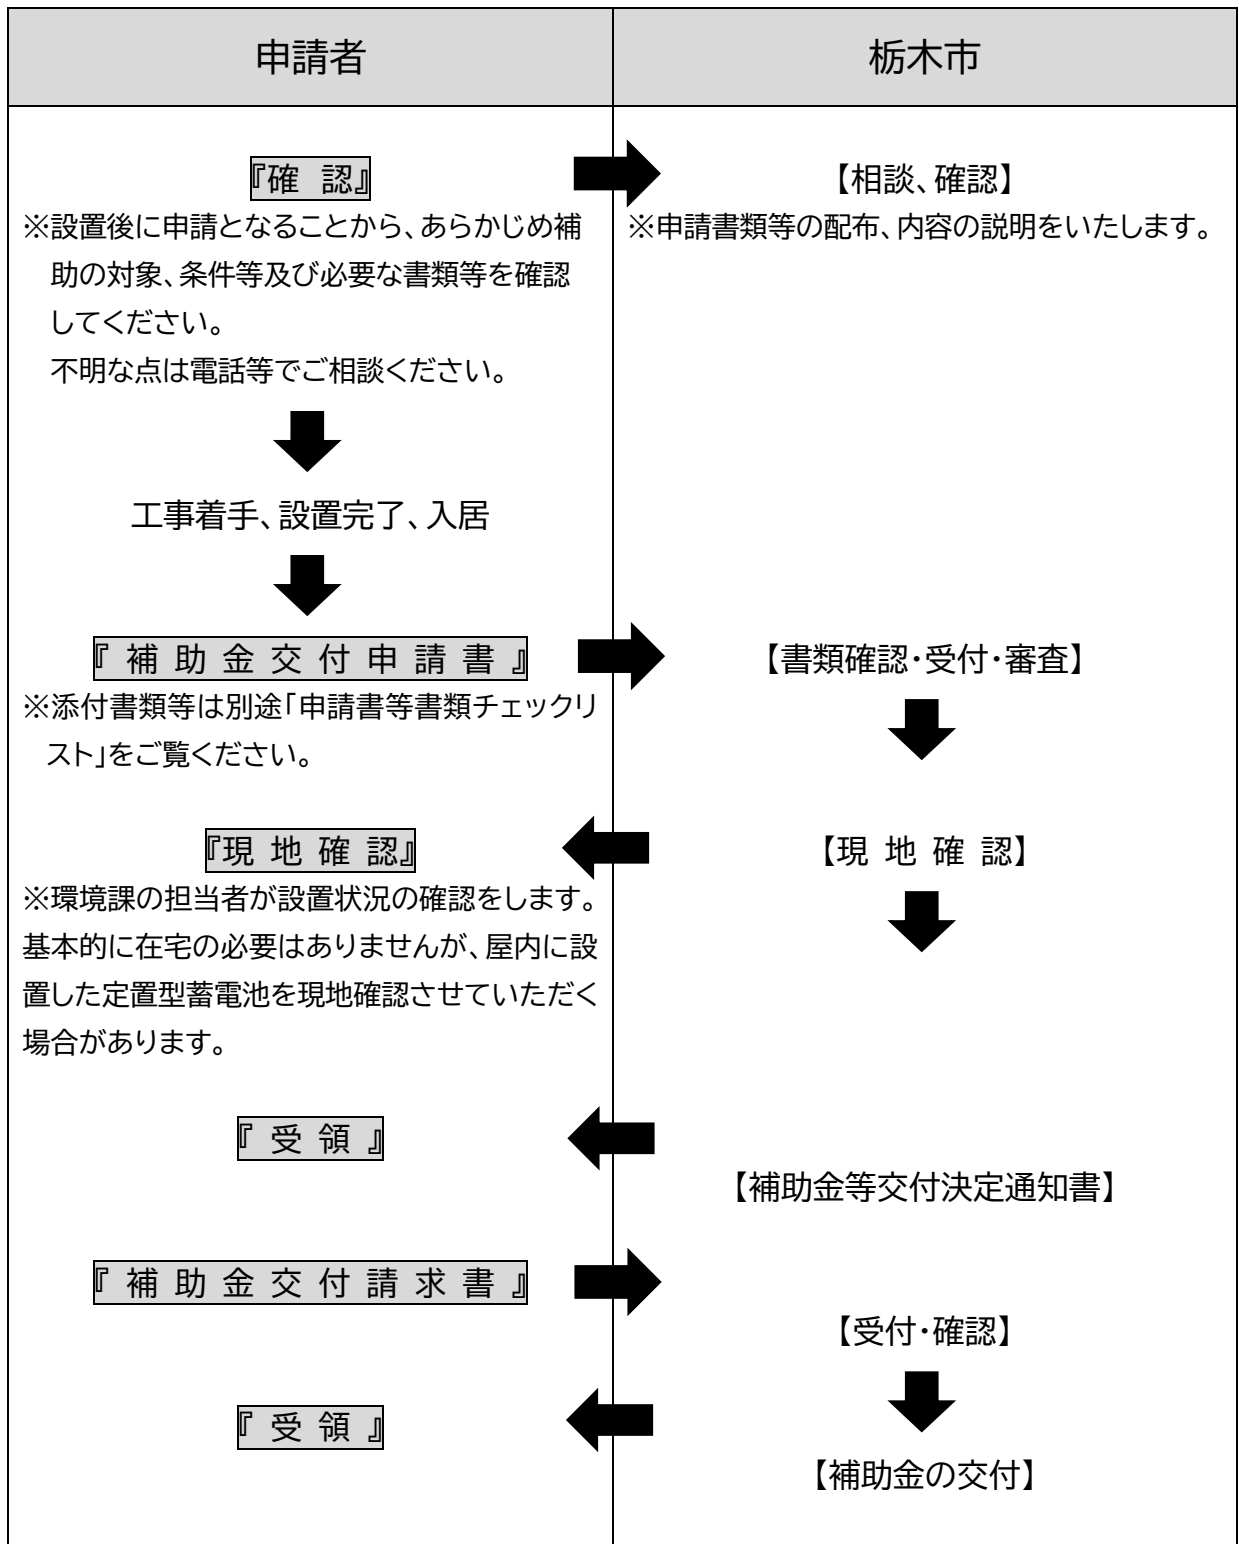 申請者
栃木市
『確 認』
【相談、確認】
※設置後に申請となることから、あらかじめ補
助の対象、条件等及び必要な書類等を確認
してください。
不明な点は電話等でご相談ください。
※申請書類等の配布、内容の説明をいたします。
工事着手、設置完了、入居
『 補 助 金 交 付 申 請 書 』
【書類確認・受付・審査】
※添付書類等は別途「申請書等書類チェックリ
スト」をご覧ください。
『現 地 確 認』
【現 地 確 認】
※環境課の担当者が設置状況の確認をします。
基本的に在宅の必要はありませんが、屋内に設
置した定置型蓄電池を現地確認させていただく
場合があります。
『 受 領 』
【補助金等交付決定通知書】
『 補 助 金 交 付 請 求 書 』
【受付・確認】
『 受 領 』
【補助金の交付】